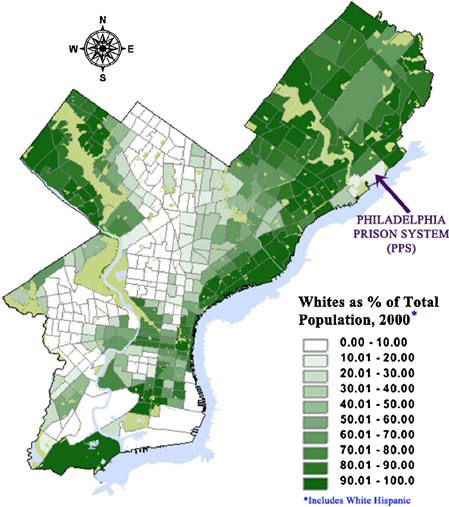 N
W E
S
PHILADELPHIA
PRISON SYSTEM
(PPS)
Whites as % of Total
Population, 2000*
0.00 - 10.00
10.01 - 20.00
20.01 - 30.00
30.01 - 40.00
40.01 - 50.00
50.01 - 60.00
60.01 - 70.00
70.01 - 80.00
80.01 - 90.00
90.01 - 100.0
*Includes White Hispanic